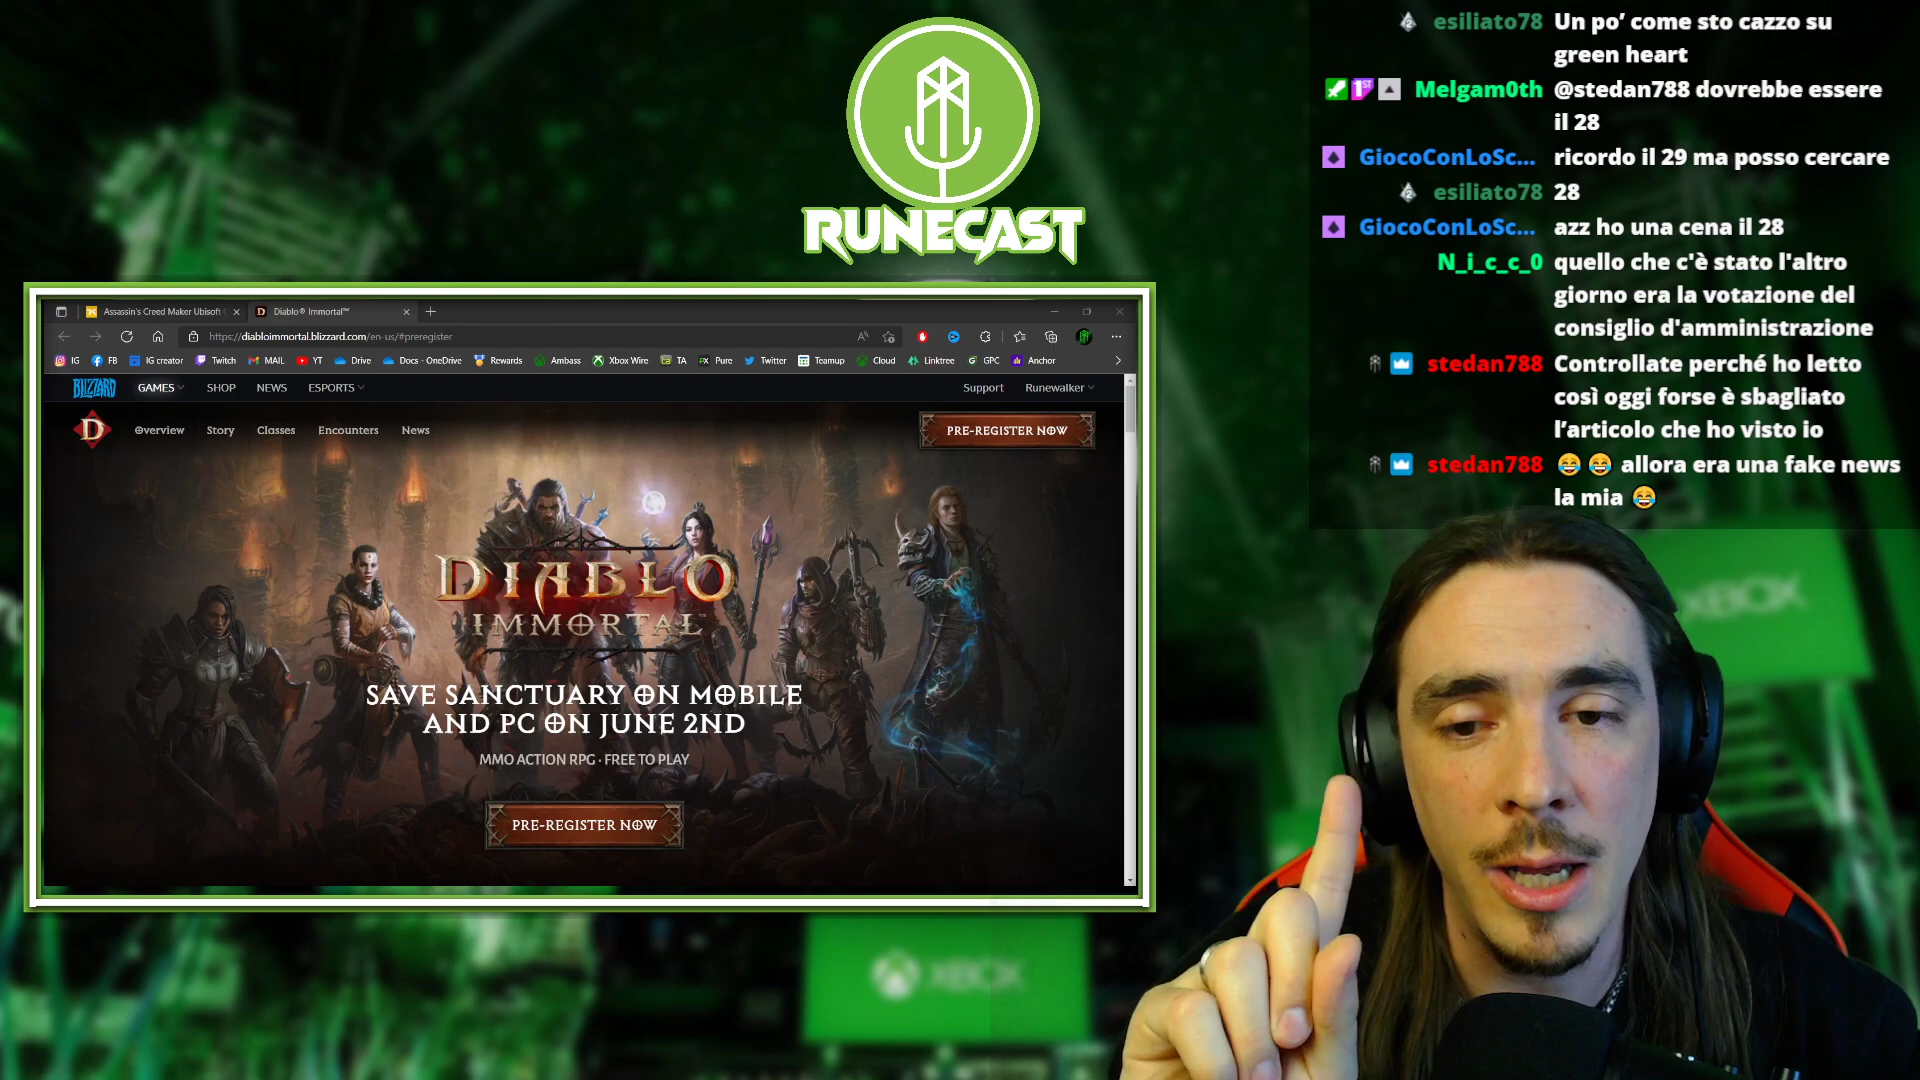 RUNECAST
Assassin's Creed Maker Ubisoft
Diablo® Immortal™
https://diabloimmortal.blizzard.com/en-us/#preregister
IG
FB
IG creator
Twitch
MAIL
YT
Drive
Docs - OneDrive
Rewards
Ambass
Xbox Wire
TA
Pure
Twitter
Teamup
Cloud
Linktree
GPC
Anchor
BLIZZARD
GAMES
SHOP
NEWS
ESPORTS
Support
Runewalker
D
Overview
Story
Classes
Encounters
News
PRE-REGISTER NOW
DIABLO
IMMORTAL
SAVE SANCTUARY ON MOBILE
AND PC ON JUNE 2ND
MMO ACTION RPG · FREE TO PLAY
PRE-REGISTER NOW
esiliato78 Un po’ come sto cazzo su
green heart
1ST Melgam0th @stedan788 dovrebbe essere
il 28
GiocoConLoSc... ricordo il 29 ma posso cercare
esiliato78 28
GiocoConLoSc... azz ho una cena il 28
N_i_c_c_0 quello che c'è stato l'altro
giorno era la votazione del
consiglio d'amministrazione
stedan788 Controllate perché ho letto
così oggi forse è sbagliato
l’articolo che ho visto io
stedan788 😂 😂 allora era una fake news
la mia 😂
XBOX
XBOX